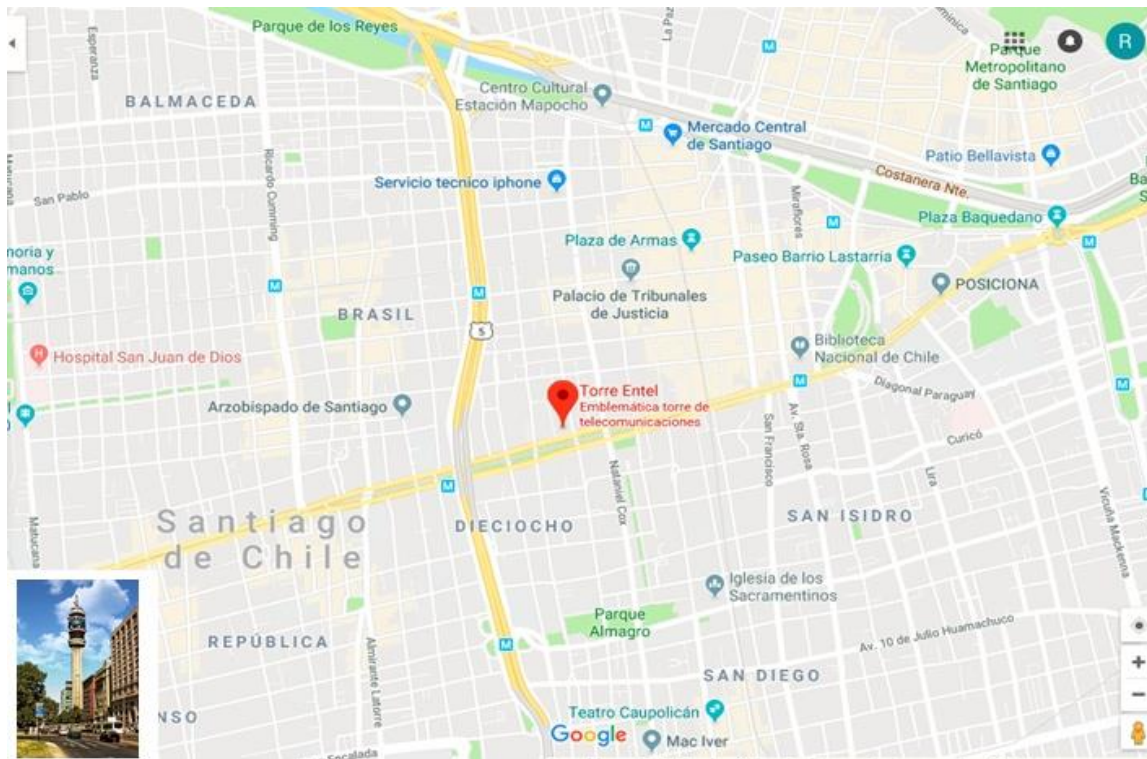 Esperanza
Parque de los Reyes
La Paz
Parque
Metropolitano
de Santiago
R
BALMACEDA
Centro Cultural
Estación Mapocho
Mercado Central
de Santiago
Patio Bellavista
Costanera Nte.
Ricardo Cumming
San Pablo
Servicio tecnico iphone
Miraflores
Plaza Baquedano
Plaza de Armas
Paseo Barrio Lastarria
Palacio de Tribunales
de Justicia
POSICIONA
BRASIL
5
Hospital San Juan de Dios
Biblioteca
Nacional de Chile
Torre Entel
Emblemática torre de
telecomunicaciones
Arzobispado de Santiago
Diagonal Paraguay
Av. Sta. Rosa
San Francisco
Curicó
Lira
Nataniel Cox
Vicuña Mackenna
Santiago
de Chile
DIECIOCHO
SAN ISIDRO
Matucana
Iglesia de los
Sacramentinos
Parque
Almagro
REPÚBLICA
Almirante Latorre
Av. 10 de Julio Huamachuco
SAN DIEGO
Teatro Caupolicán
Google
Mac Iver